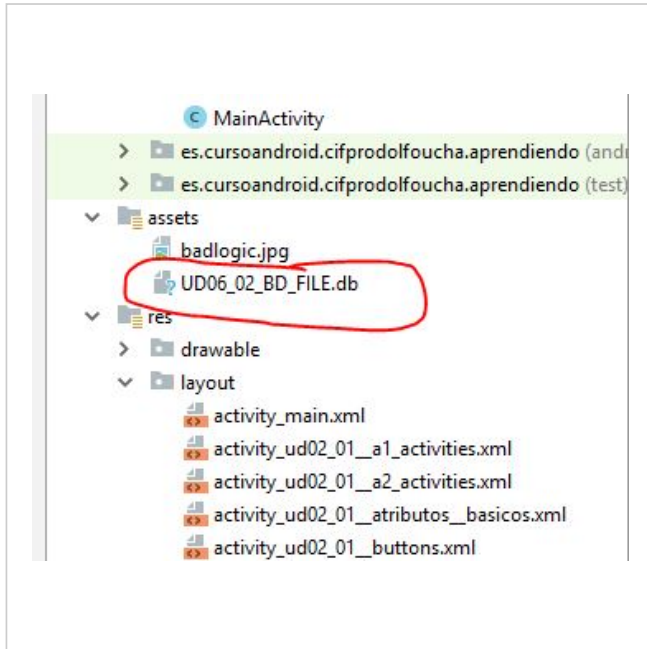 MainActivity
es.cursoandroid.cifprodolfoucha.aprendiendo
es.cursoandroid.cifprodolfoucha.aprendiendo (test)
assets
badlogic.jpg
UD06_02_BD_FILE.db
res
drawable
layout
activity_main.xml
activity_ud02_01__a1_activities.xml
activity_ud02_01__a2_activities.xml
activity_ud02_01__atributos__basicos.xml
activity_ud02_01__buttons.xml